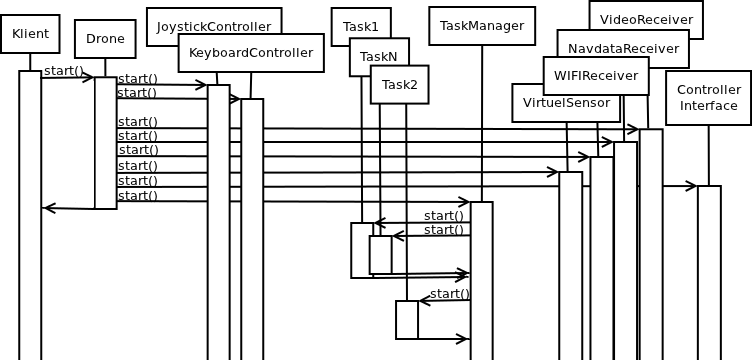 Klient
Drone
JoystickController
KeyboardController
Task1
TaskN
Task2
TaskManager
VideoReceiver
NavdataReceiver
WIFIReceiver
VirtuelSensor
Controller
Interface
start()
start()
start()
start()
start()
start()
start()
start()
start()
start()
start()
start()